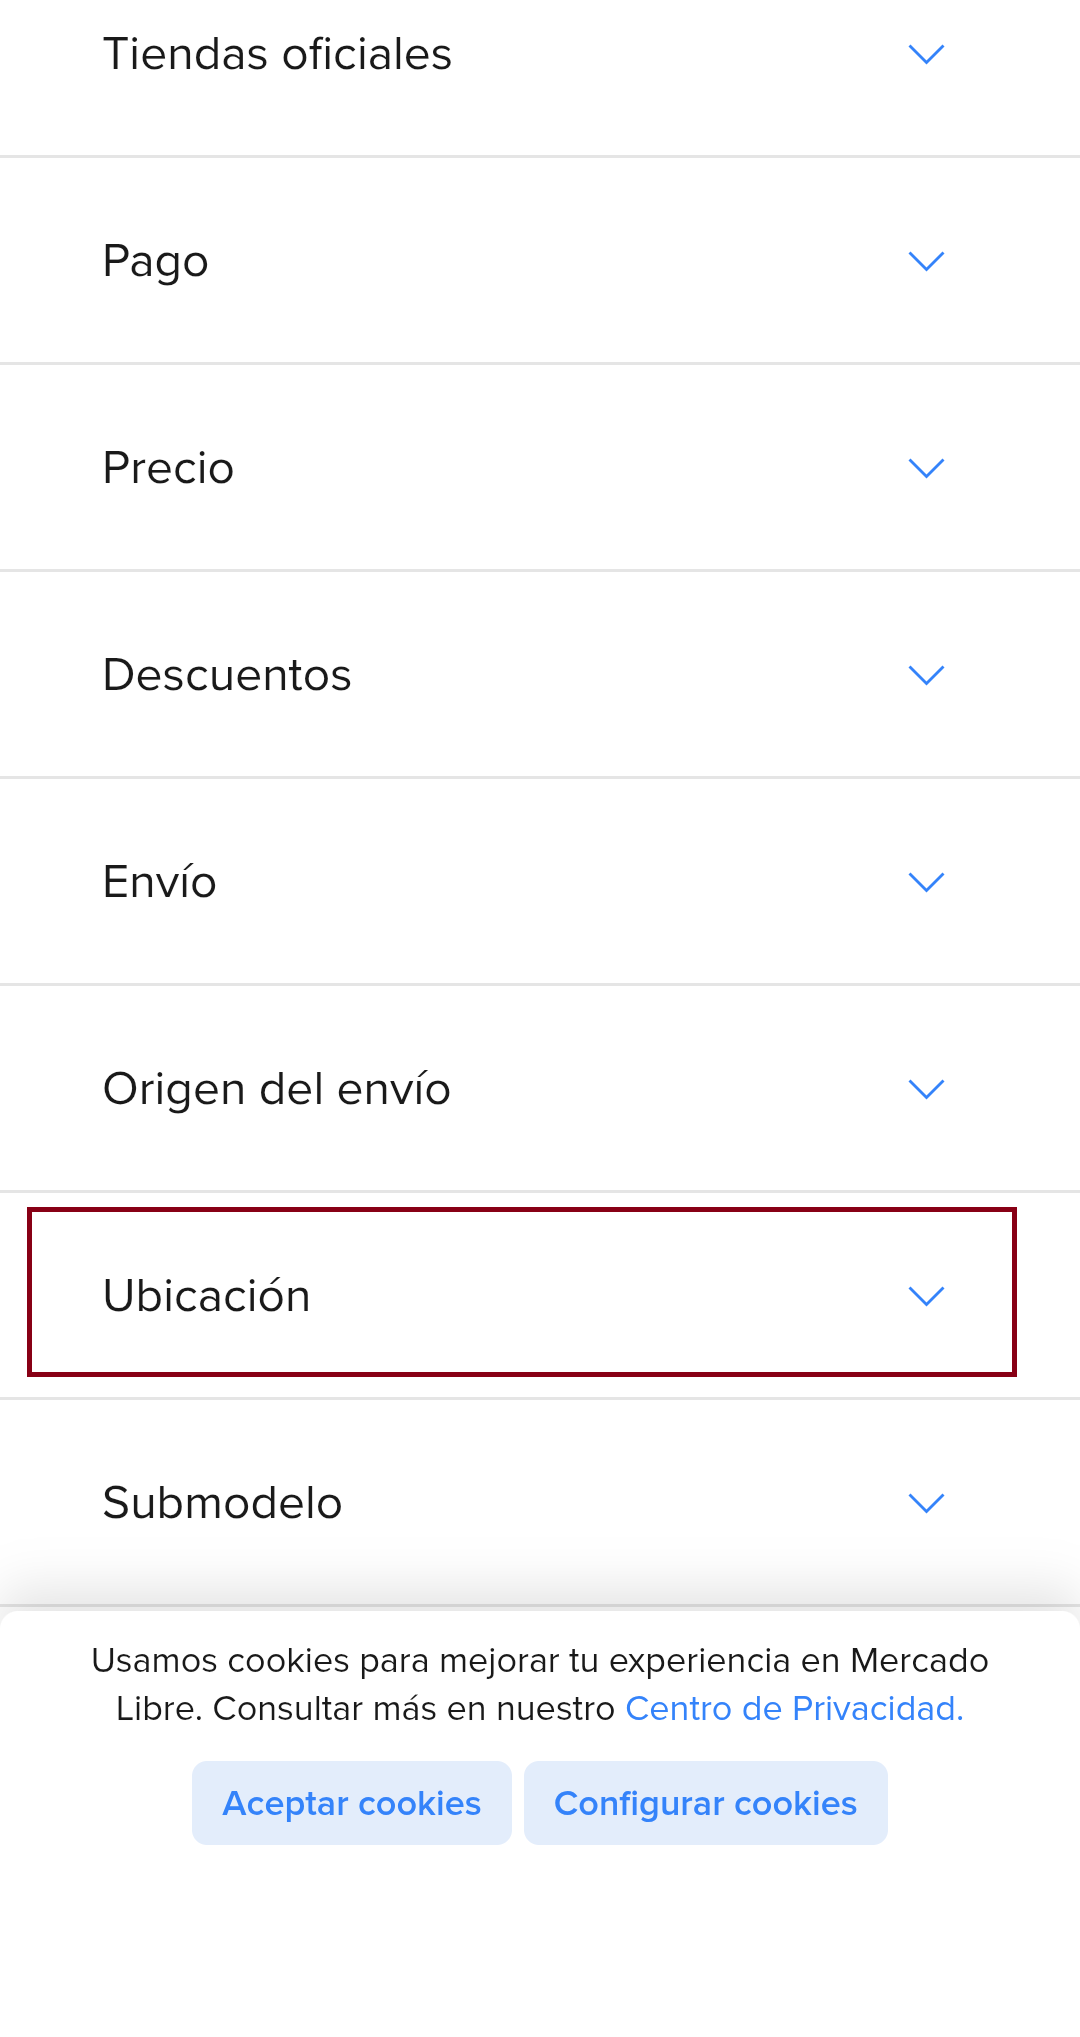 Tiendas oficiales
Pago
Precio
Descuentos
Envío
Origen del envío
Ubicación
Submodelo
Usamos cookies para mejorar tu experiencia en Mercado
Libre. Consultar más en nuestro Centro de Privacidad.
Aceptar cookies
Configurar cookies